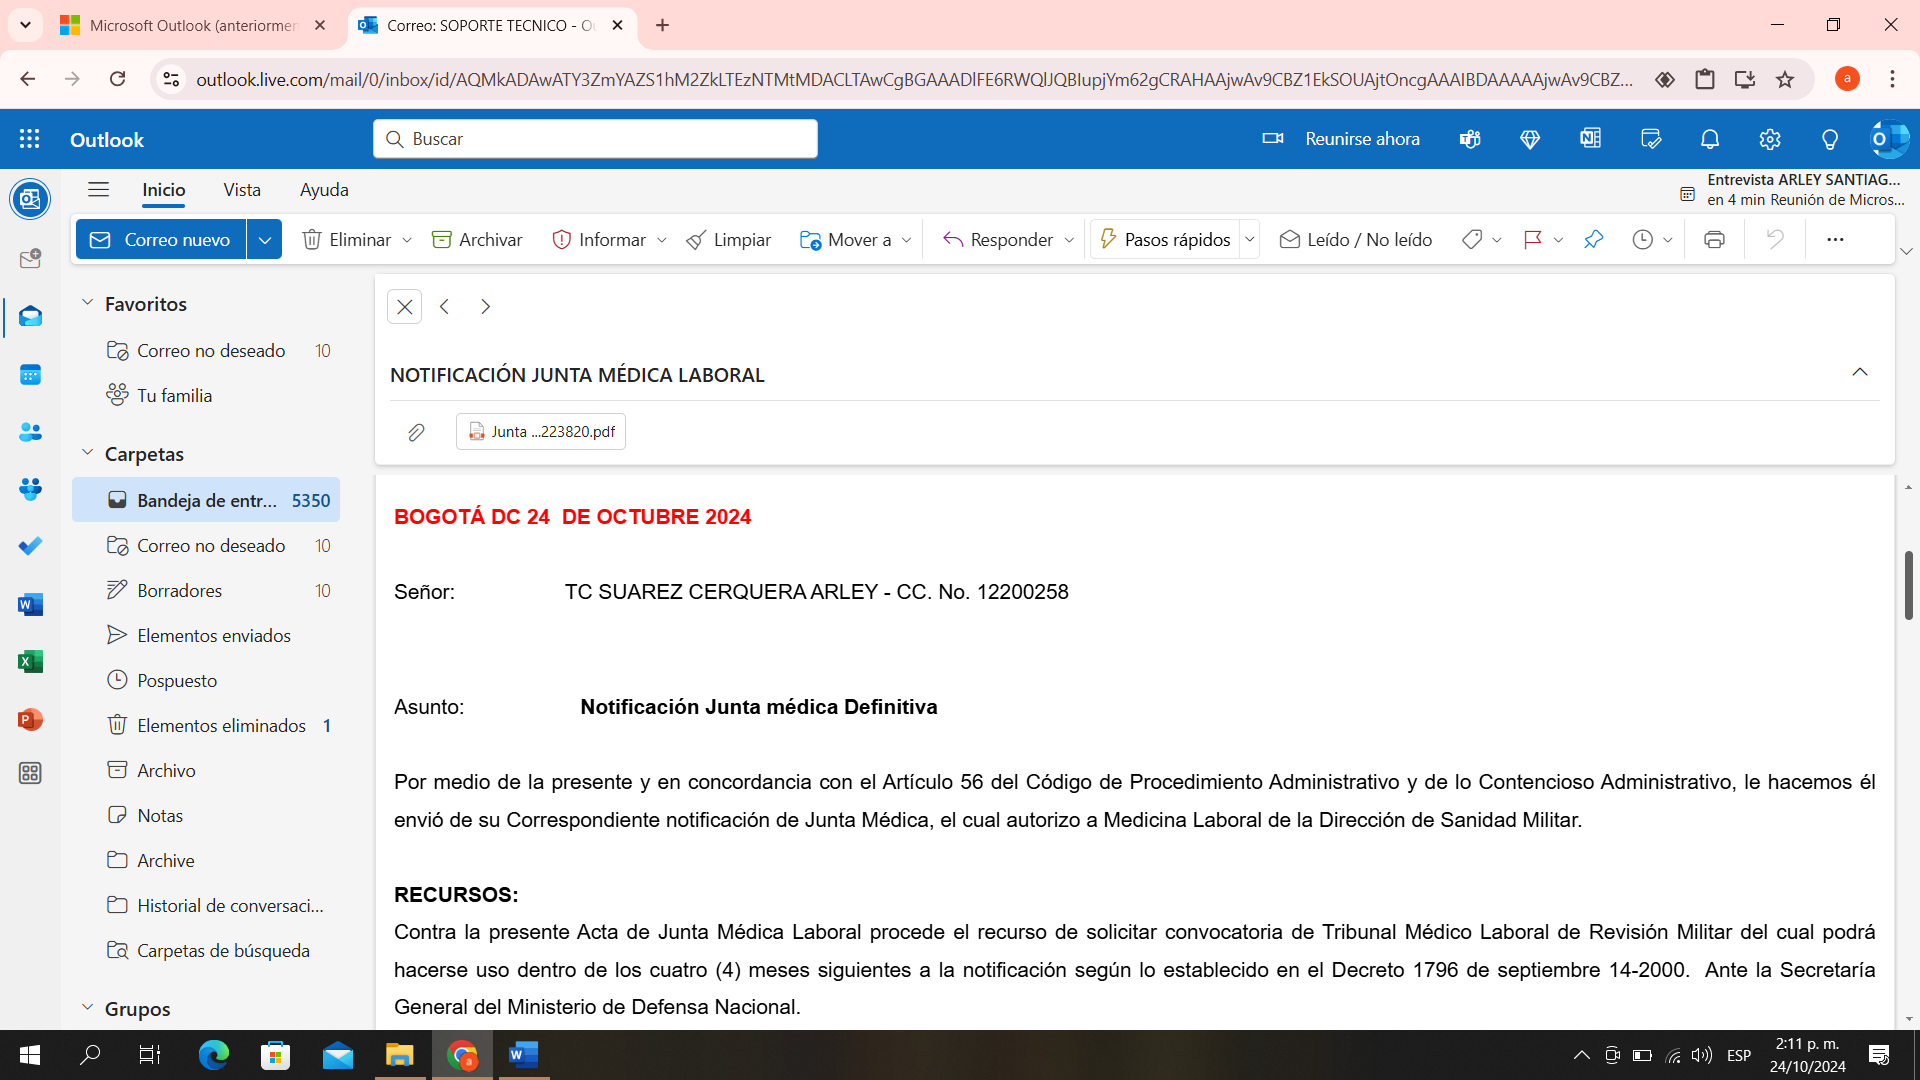 Microsoft Outlook (anteriormen
Correo: SOPORTE TECNICO - Ou
outlook.live.com/mail/0/inbox/id/AQMkADAwATY3ZmYAZS1hM2ZkLTEzNTMtMDACLTAwCgBGAAADlFE6RWQlJQBIupjYm62gCRAHAAjwAv9CBZ1EkSOUAjtOncgAAAIBDAAAAAjwAv9CBZ...
a
Outlook
Buscar
Reunirse ahora
Inicio
Vista
Ayuda
Entrevista ARLEY SANTIAG...
en 4 min Reunión de Micros...
Correo nuevo
Eliminar
Archivar
Informar
Limpiar
Mover a
Responder
Pasos rápidos
Leído / No leído
Favoritos
Correo no deseado 10
Tu familia
Carpetas
Bandeja de entr... 5350
Correo no deseado 10
Borradores 10
Elementos enviados
Pospuesto
Elementos eliminados 1
Archivo
Notas
Archive
Historial de conversaci...
Carpetas de búsqueda
Grupos
NOTIFICACIÓN JUNTA MÉDICA LABORAL
Junta ...223820.pdf
BOGOTÁ DC 24 DE OCTUBRE 2024
Señor: TC SUAREZ CERQUERA ARLEY - CC. No. 12200258
Asunto: Notificación Junta médica Definitiva
Por medio de la presente y en concordancia con el Artículo 56 del Código de Procedimiento Administrativo y de lo Contencioso Administrativo, le hacemos él
envió de su Correspondiente notificación de Junta Médica, el cual autorizo a Medicina Laboral de la Dirección de Sanidad Militar.
RECURSOS:
Contra la presente Acta de Junta Médica Laboral procede el recurso de solicitar convocatoria de Tribunal Médico Laboral de Revisión Militar del cual podrá
hacerse uso dentro de los cuatro (4) meses siguientes a la notificación según lo establecido en el Decreto 1796 de septiembre 14-2000. Ante la Secretaría
General del Ministerio de Defensa Nacional.
ESP
2:11 p. m.
24/10/2024